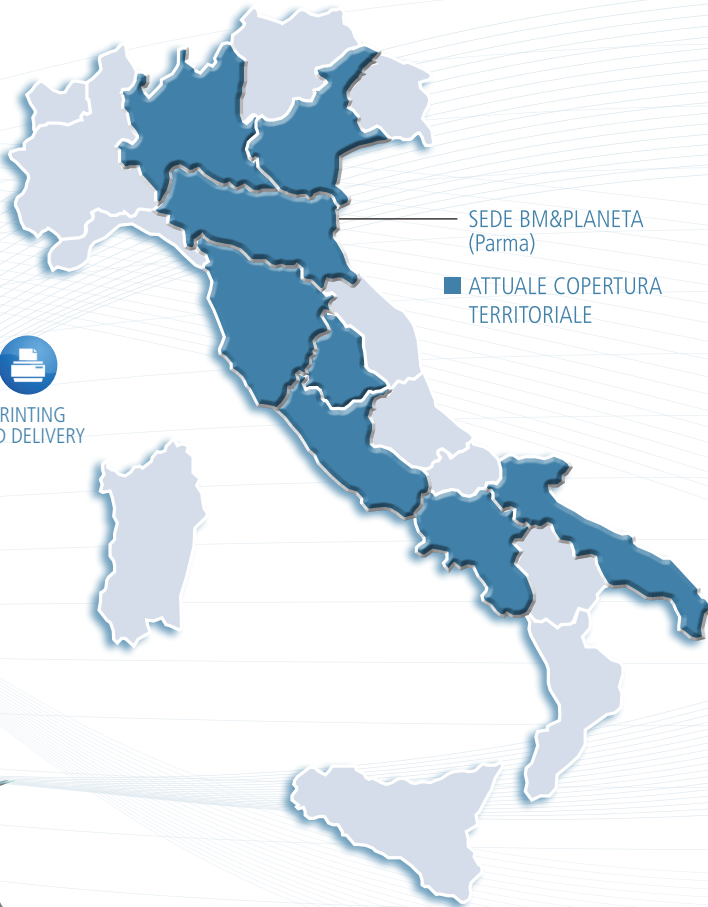 SEDE BM&PLANETA
(Parma)
ATTUALE COPERTURA
TERRITORIALE
RINTING
D DELIVERY